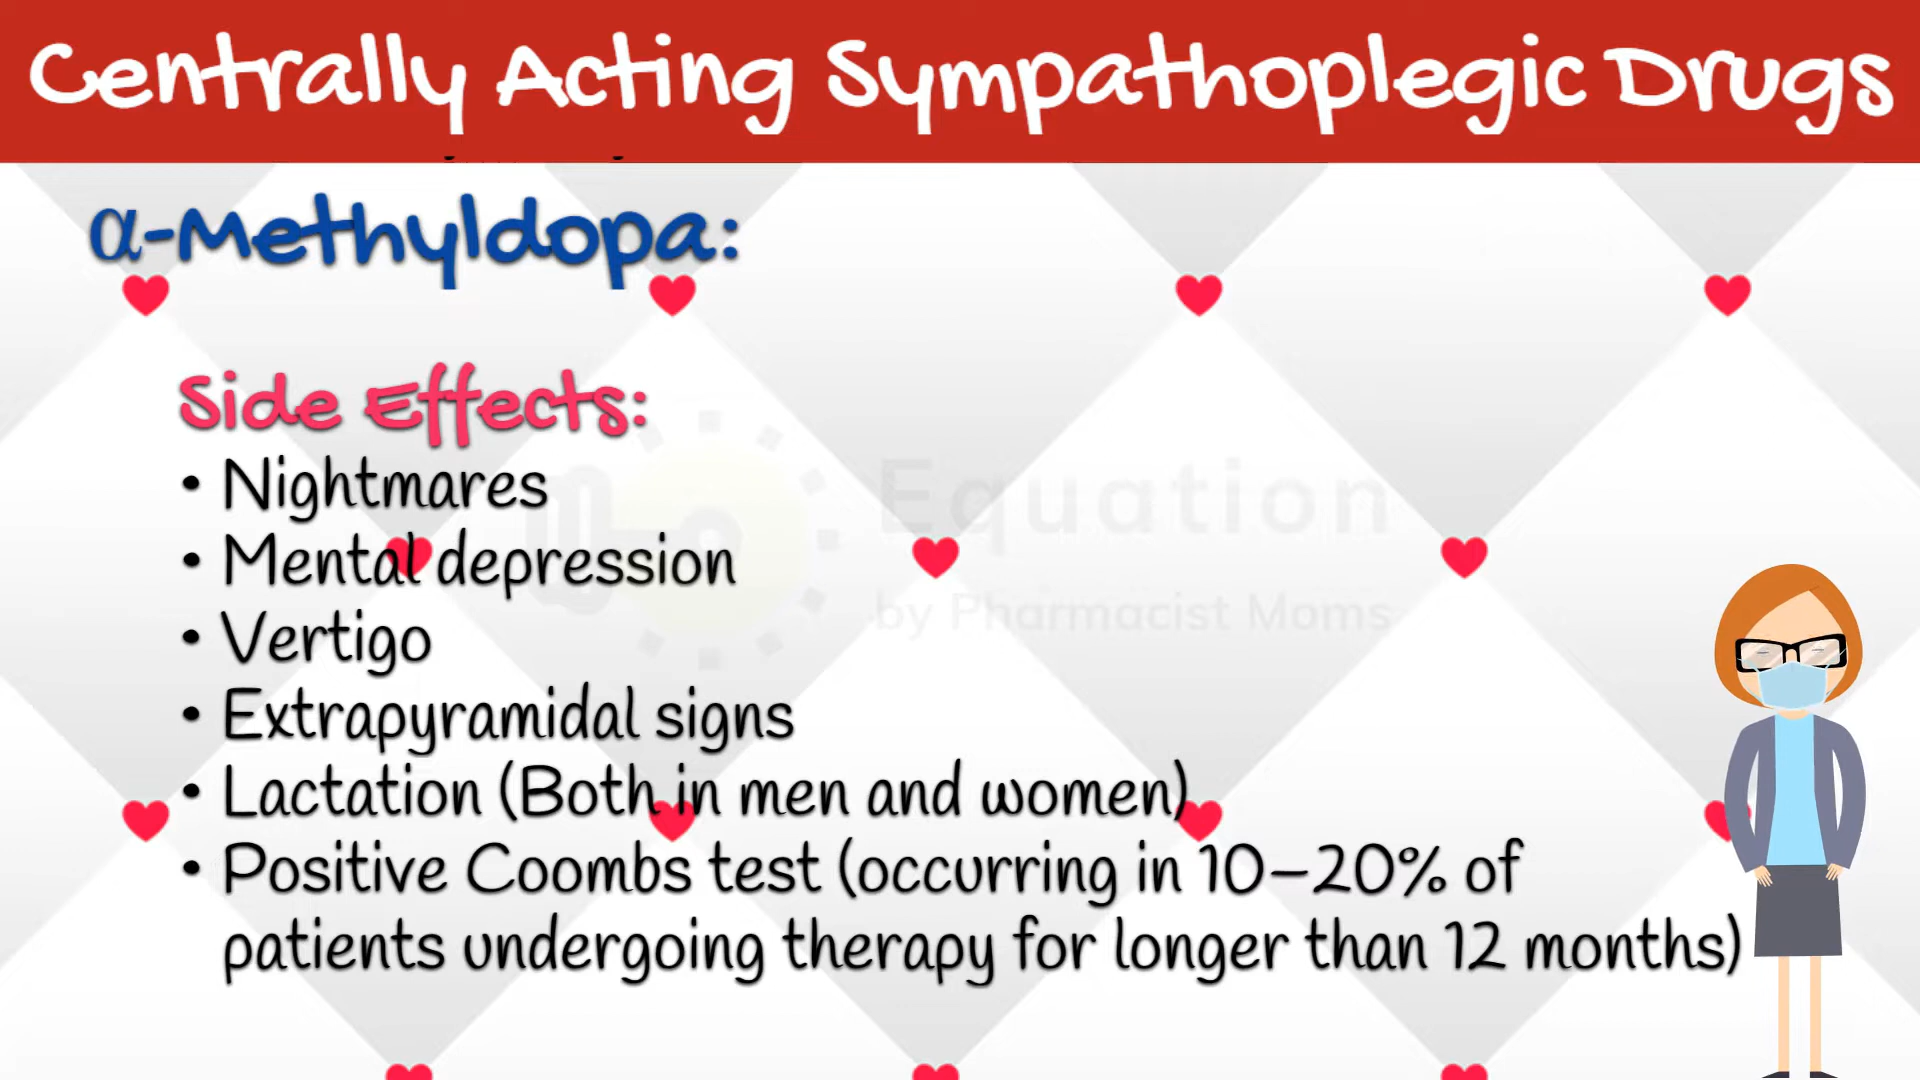 Centrally Acting Sympathoplegic Drugs
α-Methyldopa:
Side Effects:
• Nightmares
• Mental depression
• Vertigo
• Extrapyramidal signs
• Lactation (Both in men and women)
• Positive Coombs test (occurring in 10–20% of
patients undergoing therapy for longer than 12 months)
Equation
by Pharmacist Moms